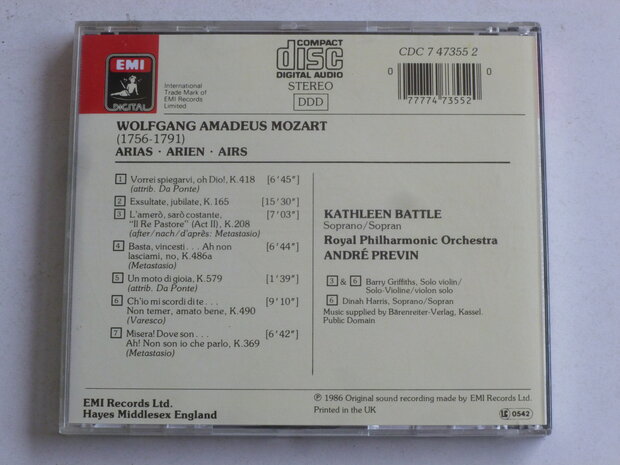 EMI
DIGITAL
International
Trade Mark of
EMI Records
Limited
COMPACT
disc
DIGITAL AUDIO
STEREO
DDD
CDC 7 47355 2
0 77774 73552 0
WOLFGANG AMADEUS MOZART
(1756-1791)
ARIAS · ARIEN · AIRS
1 Vorrei spiegarvi, oh Dio!, K.418 [6'45"]
(attrib. Da Ponte)
2 Exsultate, jubilate, K.165 [15'30"]
3 L'amerò, sarò costante, [7'03"]
"Il Re Pastore" (Act II), K.208
(after/nach/d'après: Metastasio)
4 Basta, vincesti . . . Ah non [6'44"]
lasciami, no, K.486a
(Metastasio)
5 Un moto di gioia, K.579 [1'39"]
(attrib. Da Ponte)
6 Ch'io mi scordi di te . . . [9'10"]
Non temer, amato bene, K.490
(Varesco)
7 Misera! Dove son . . . [6'42"]
Ah! Non son io che parlo, K.369
(Metastasio)
KATHLEEN BATTLE
Soprano/Sopran
Royal Philharmonic Orchestra
ANDRÉ PREVIN
3 & 6 Barry Griffiths, Solo violin/
Solo-Violine/violon solo
6 Dinah Harris, Soprano/Sopran
Music supplied by Bärenreiter-Verlag, Kassel.
Public Domain
EMI Records Ltd.
Hayes Middlesex England
℗ 1986 Original sound recording made by EMI Records Ltd.
Printed in the UK
LC 0542